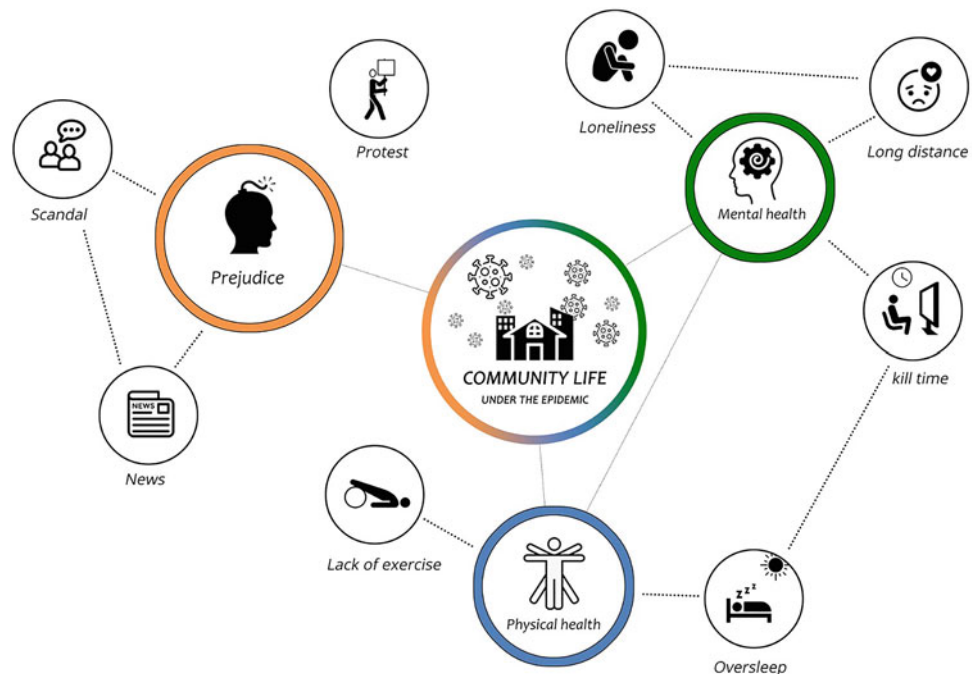 Protest
Loneliness
Long distance
Scandal
Mental health
Prejudice
COMMUNITY LIFE
UNDER THE EPIDEMIC
kill time
NEWS
News
Lack of exercise
zzz
Physical health
Oversleep